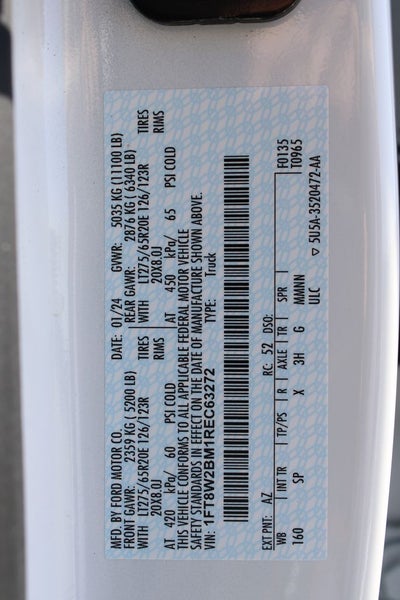 MFD. BY FORD MOTOR CO. DATE: 01/24 GVWR: 5035 KG (11100 LB)
FRONT GAWR: 2359 KG ( 5200 LB) REAR GAWR: 2876 KG ( 6340 LB)
WITH LT275/65R20E 126/123R TIRES WITH LT275/65R20E 126/123R TIRES
20X8.0J RIMS 20X8.0J RIMS
AT 420 kPa/ 60 PSI COLD AT 450 kPa/ 65 PSI COLD
THIS VEHICLE CONFORMS TO ALL APPLICABLE FEDERAL MOTOR VEHICLE
SAFETY STANDARDS IN EFFECT ON THE DATE OF MANUFACTURE SHOWN ABOVE.
VIN: 1FT8W2BM1REC63272 TYPE: Truck
EXT PNT: AZ RC: 52 DSO: F0135
WB INT TR TP/PS R AXLE TR SPR T0965
160 SP X 3H G MMNN
ULC ▽ 5U5A-3520472-AA